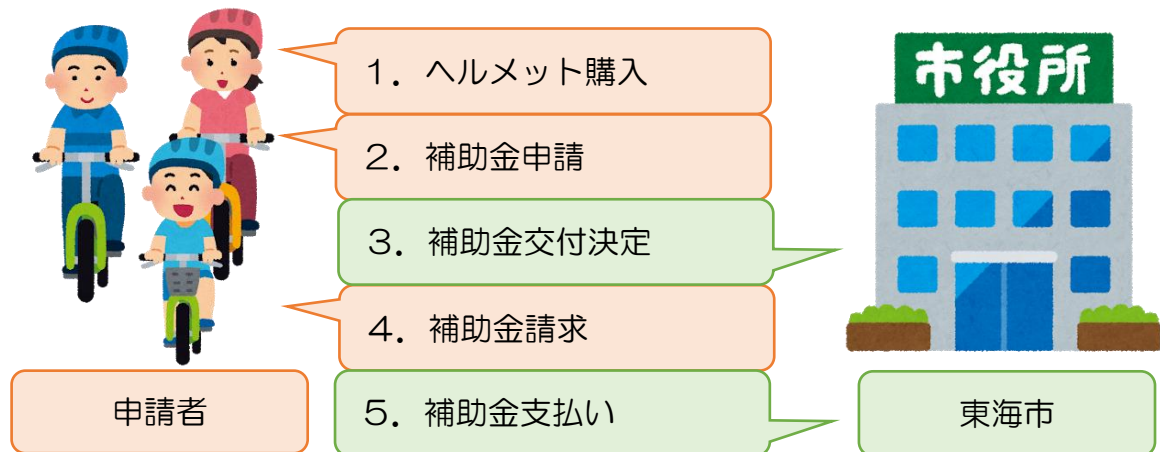 1．ヘルメット購入
2．補助金申請
3．補助金交付決定
4．補助金請求
5．補助金支払い
申請者
市役所
東海市